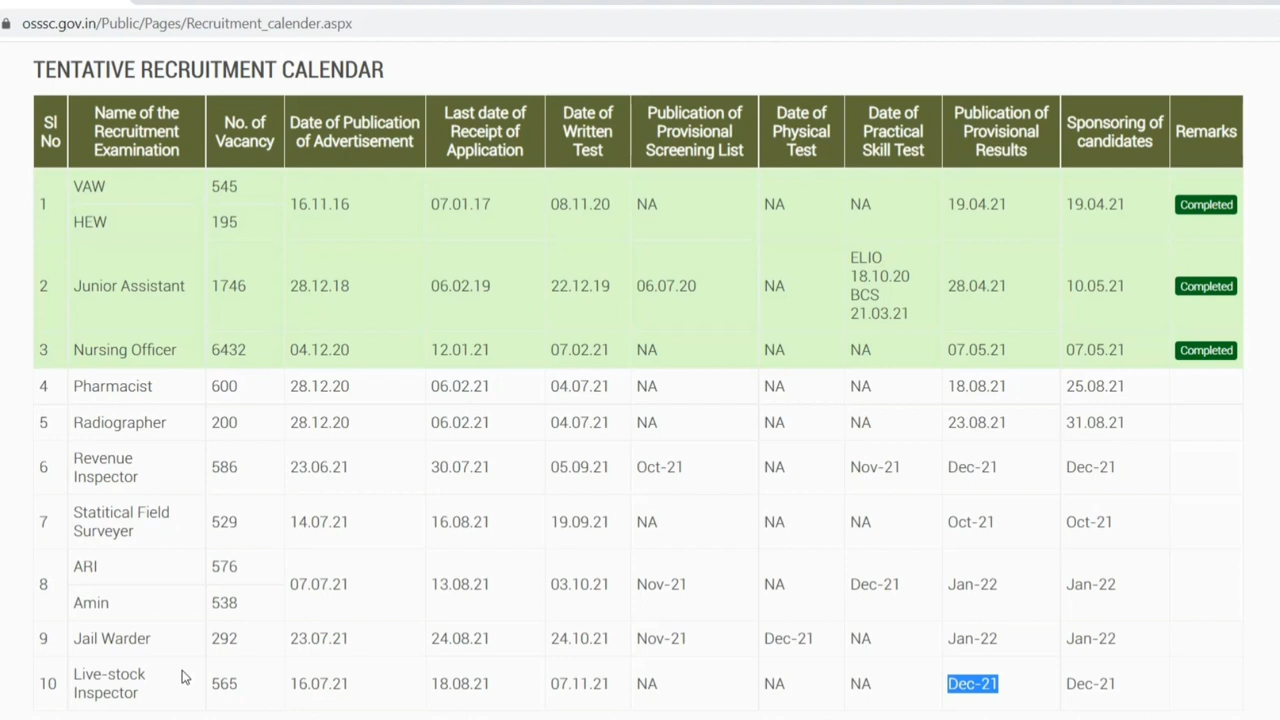 osssc.gov.in/Public/Pages/Recruitment_calender.aspx
TENTATIVE RECRUITMENT CALENDAR
Sl No
Name of the Recruitment Examination
No. of Vacancy
Date of Publication of Advertisement
Last date of Receipt of Application
Date of Written Test
Publication of Provisional Screening List
Date of Physical Test
Date of Practical Skill Test
Publication of Provisional Results
Sponsoring of candidates
Remarks
1 VAW 545 16.11.16 07.01.17 08.11.20 NA NA NA 19.04.21 19.04.21 Completed
HEW 195
2 Junior Assistant 1746 28.12.18 06.02.19 22.12.19 06.07.20 NA ELIO 18.10.20 BCS 21.03.21 28.04.21 10.05.21 Completed
3 Nursing Officer 6432 04.12.20 12.01.21 07.02.21 NA NA NA 07.05.21 07.05.21 Completed
4 Pharmacist 600 28.12.20 06.02.21 04.07.21 NA NA NA 18.08.21 25.08.21
5 Radiographer 200 28.12.20 06.02.21 04.07.21 NA NA NA 23.08.21 31.08.21
6 Revenue Inspector 586 23.06.21 30.07.21 05.09.21 Oct-21 NA Nov-21 Dec-21 Dec-21
7 Statitical Field Surveyer 529 14.07.21 16.08.21 19.09.21 NA NA NA Oct-21 Oct-21
8 ARI 576 07.07.21 13.08.21 03.10.21 Nov-21 NA Dec-21 Jan-22 Jan-22
Amin 538
9 Jail Warder 292 23.07.21 24.08.21 24.10.21 Nov-21 Dec-21 NA Jan-22 Jan-22
10 Live-stock Inspector 565 16.07.21 18.08.21 07.11.21 NA NA NA Dec-21 Dec-21